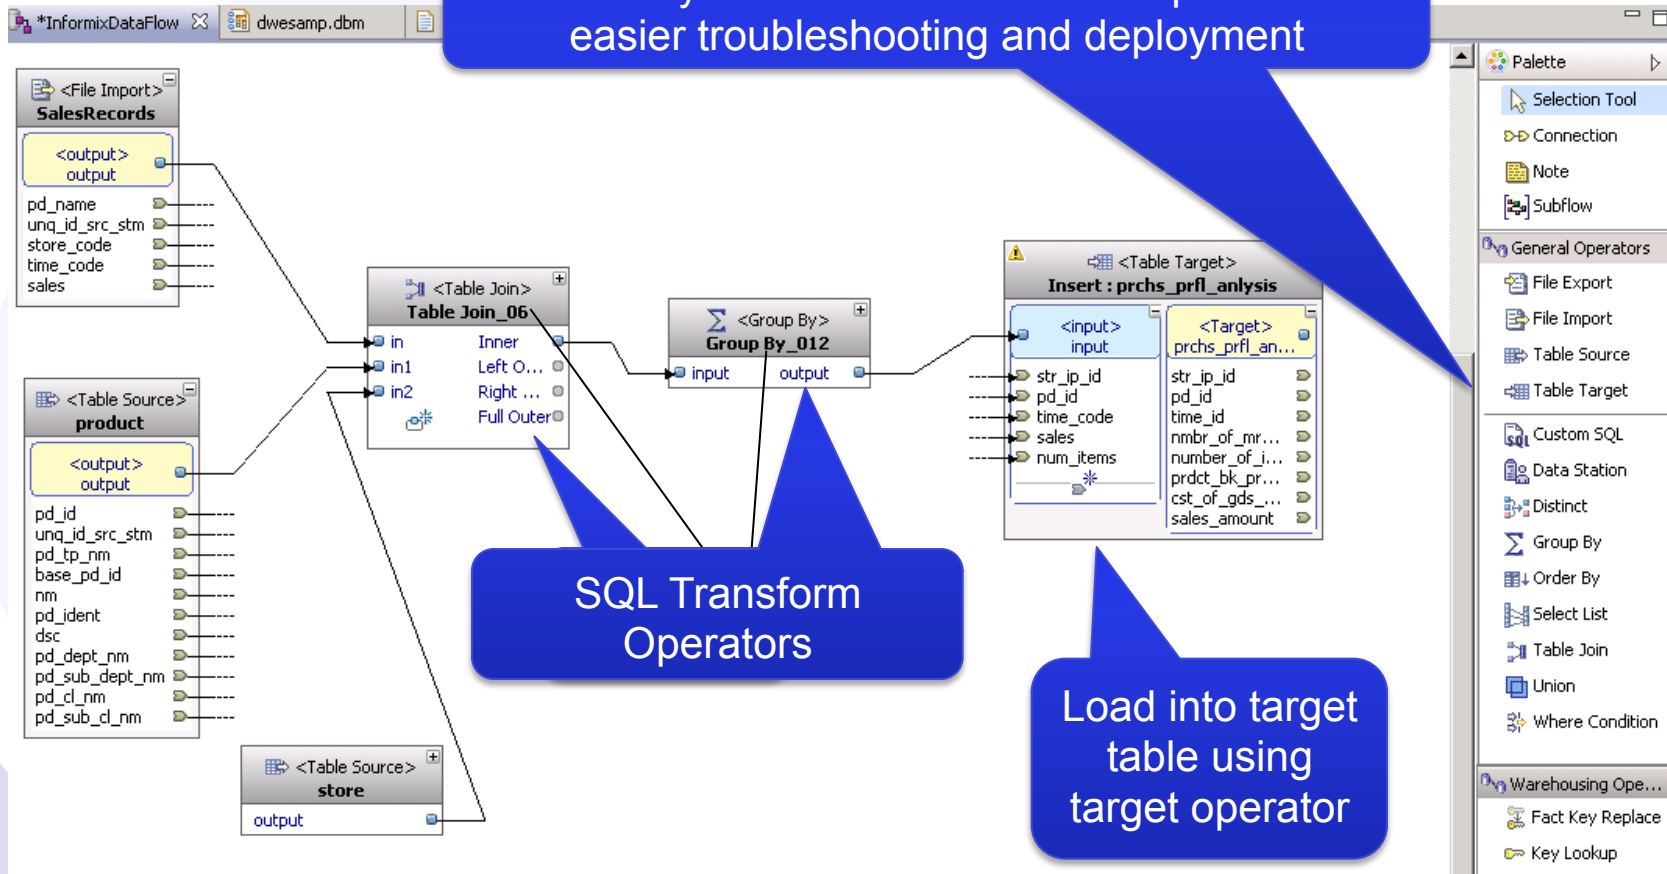 *InformixDataFlow
dwesamp.dbm
easier troubleshooting and deployment
<File Import>
SalesRecords
<output>
output
pd_name
unq_id_src_stm
store_code
time_code
sales
<Table Source>
product
<output>
output
pd_id
unq_id_src_stm
pd_tp_nm
base_pd_id
nm
pd_ident
dsc
pd_dept_nm
pd_sub_dept_nm
pd_cl_nm
pd_sub_cl_nm
<Table Source>
store
output
<Table Join>
Table Join_06
in Inner
in1 Left O...
in2 Right ...
Full Outer
<Group By>
Group By_012
input output
SQL Transform
Operators
<Table Target>
Insert : prchs_prfl_anlysis
<input>
input
str_ip_id
pd_id
time_code
sales
num_items
<Target>
prchs_prfl_an...
str_ip_id
pd_id
time_id
nmbr_of_mr...
number_of_i...
prdct_bk_pr...
cst_of_gds_...
sales_amount
Load into target
table using
target operator
Palette
Selection Tool
Connection
Note
Subflow
General Operators
File Export
File Import
Table Source
Table Target
SQL Custom SQL
Data Station
Distinct
Group By
Order By
Select List
Table Join
Union
Where Condition
Warehousing Ope...
Fact Key Replace
Key Lookup